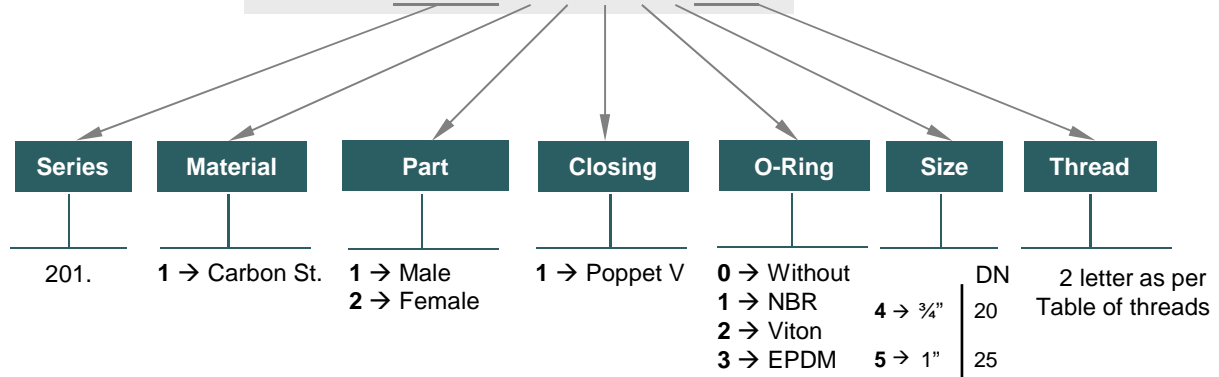 Series
Material
Part
Closing
O-Ring
Size
Thread
201.
1 → Carbon St.
1 → Male
2 → Female
1 → Poppet V
0 → Without
1 → NBR
2 → Viton
3 → EPDM
DN
4 → ¾” 20
5 → 1” 25
2 letter as per
Table of threads